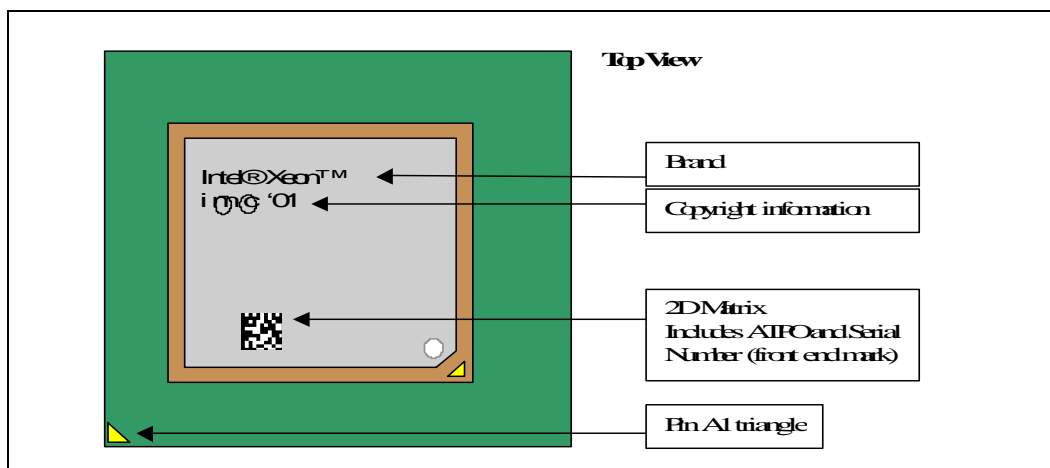 Top View
Intel® Xeon™
i m c '01
Brand
Copyright information
2D Matrix
Includes ATPO and Serial
Number (front end mark)
Pin A1 triangle